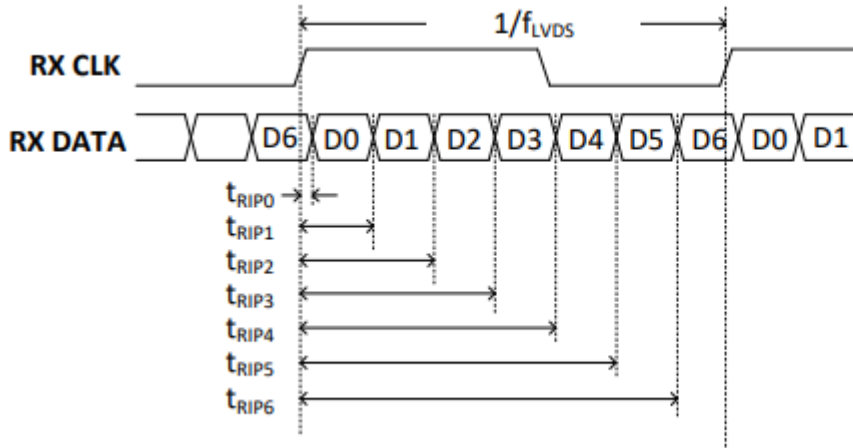 1/fLVDS
RX CLK
RX DATA D6 D0 D1 D2 D3 D4 D5 D6 D0 D1
tRIP0
tRIP1
tRIP2
tRIP3
tRIP4
tRIP5
tRIP6